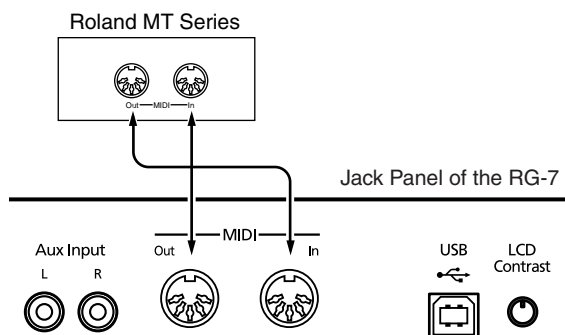 Roland MT Series
Out MIDI In
Jack Panel of the RG-7
MIDI
Aux Input
Out In
USB
LCD
Contrast
L R